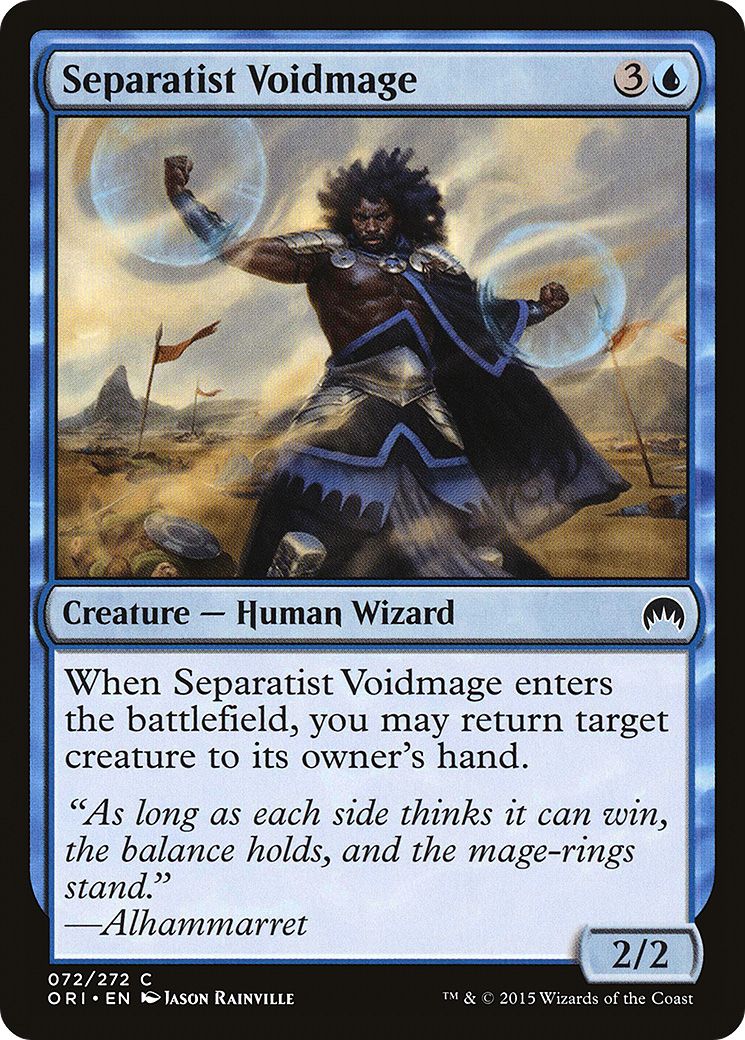 Separatist Voidmage 3
Creature — Human Wizard
When Separatist Voidmage enters
the battlefield, you may return target
creature to its owner's hand.
“As long as each side thinks it can win,
the balance holds, and the mage-rings
stand.”
—Alhammarret
2/2
072/272 C
ORI • EN Jason Rainville
™ & © 2015 Wizards of the Coast